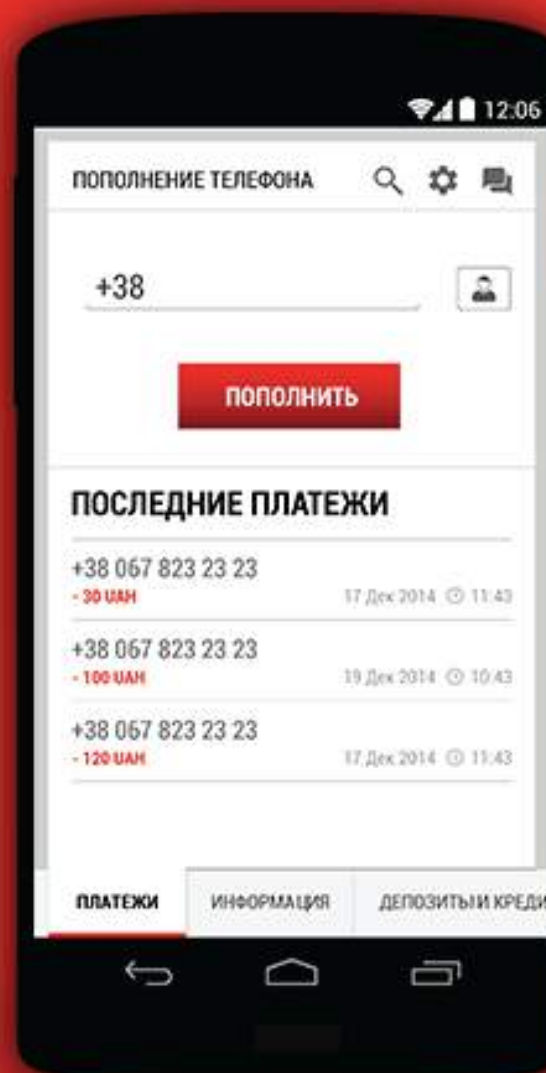 12:06
ПОПОЛНЕНИЕ ТЕЛЕФОНА
+38
ПОПОЛНИТЬ
ПОСЛЕДНИЕ ПЛАТЕЖИ
+38 067 823 23 23
- 30 UAH 17 Дек 2014 11:43
+38 067 823 23 23
- 100 UAH 19 Дек 2014 10:43
+38 067 823 23 23
- 120 UAH 17 Дек 2014 11:43
ПЛАТЕЖИ ИНФОРМАЦИЯ ДЕПОЗИТЫ И КРЕДИ